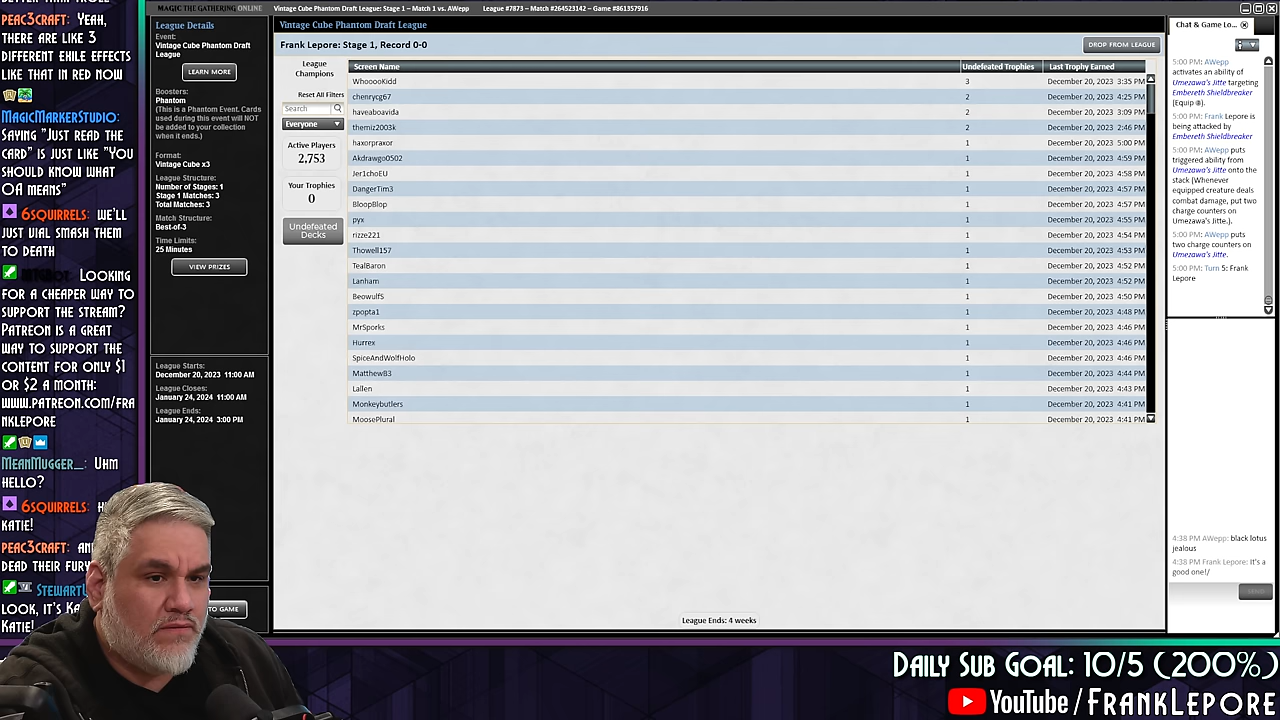 PEAC3CRAFT: YEAH,
THERE ARE LIKE 3
DIFFERENT EXILE EFFECTS
LIKE THAT IN RED NOW
MAGICMARKERSTUDIO:
SAYING "JUST READ THE
CARD" IS JUST LIKE "YOU
SHOULD KNOW WHAT
OA MEANS"
6SQUIRRELS: WE'LL
JUST VIAL SMASH THEM
TO DEATH
LOOKING
FOR A CHEAPER WAY TO
SUPPORT THE STREAM?
PATREON IS A GREAT
WAY TO SUPPORT THE
CONTENT FOR ONLY $1
OR $2 A MONTH:
WWW.PATREON.COM/FRA
NKLEPORE
MEANMUGGER_: UHM
HELLO?
6SQUIRRELS:
KATIE!
PEAC3CRAFT:
DEAD THEIR FURY
LOOK, IT'S
KATIE!
MAGIC THE GATHERING ONLINE
Vintage Cube Phantom Draft League: Stage 1 – Match 1 vs. AWepp League #7873 – Match #264523142 – Game #861357916
League Details
Event:
Vintage Cube Phantom Draft
League
LEARN MORE
Boosters:
Phantom
(This is a Phantom Event. Cards
used during this event will NOT
be added to your collection
when it ends.)
Format:
Vintage Cube x3
League Structure:
Number of Stages: 1
Stage 1 Matches: 3
Total Matches: 3
Match Structure:
Best-of-3
Time Limits:
25 Minutes
VIEW PRIZES
League Starts:
December 20, 2023 11:00 AM
League Closes:
January 24, 2024 11:00 AM
League Ends:
January 24, 2024 3:00 PM
TO GAME
Vintage Cube Phantom Draft League
Frank Lepore: Stage 1, Record 0-0
DROP FROM LEAGUE
League
Champions
Reset All Filters
Search
Everyone
Active Players
2,753
Your Trophies
0
Undefeated
Decks
Screen Name Undefeated Trophies Last Trophy Earned
WhooooKidd 3 December 20, 2023 3:35 PM
chenrycg67 2 December 20, 2023 4:25 PM
haveaboavida 2 December 20, 2023 3:09 PM
themiz2003k 2 December 20, 2023 2:46 PM
haxorpraxor 1 December 20, 2023 5:00 PM
Akdrawgo0502 1 December 20, 2023 4:59 PM
Jer1choEU 1 December 20, 2023 4:58 PM
DangerTim3 1 December 20, 2023 4:57 PM
BloopBlop 1 December 20, 2023 4:57 PM
pyx 1 December 20, 2023 4:55 PM
rizze221 1 December 20, 2023 4:54 PM
Thowell157 1 December 20, 2023 4:53 PM
TealBaron 1 December 20, 2023 4:52 PM
Lanham 1 December 20, 2023 4:52 PM
BeowulfS 1 December 20, 2023 4:50 PM
zpopta1 1 December 20, 2023 4:48 PM
MrSporks 1 December 20, 2023 4:46 PM
Hurrex 1 December 20, 2023 4:46 PM
SpiceAndWolfHolo 1 December 20, 2023 4:46 PM
MatthewB3 1 December 20, 2023 4:44 PM
Lallen 1 December 20, 2023 4:43 PM
Monkeybutlers 1 December 20, 2023 4:41 PM
MoosePlural 1 December 20, 2023 4:41 PM
League Ends: 4 weeks
Chat & Game Lo...
5:00 PM: AWepp
activates an ability of
Umezawa's Jitte targeting
Embereth Shieldbreaker
(Equip).
5:00 PM: Frank Lepore is
being attacked by
Embereth Shieldbreaker
5:00 PM: AWepp puts
triggered ability from
Umezawa's Jitte onto the
stack (Whenever
equipped creature deals
combat damage, put two
charge counters on
Umezawa's Jitte.).
5:00 PM: AWepp puts
two charge counters on
Umezawa's Jitte.
5:00 PM: Turn 5: Frank
Lepore
4:38 PM AWepp: black lotus
jealous
4:38 PM Frank Lepore: It's a
good one!/
SEND
DAILY SUB GOAL: 10/5 (200%)
YOUTUBE/FRANKLEPORE